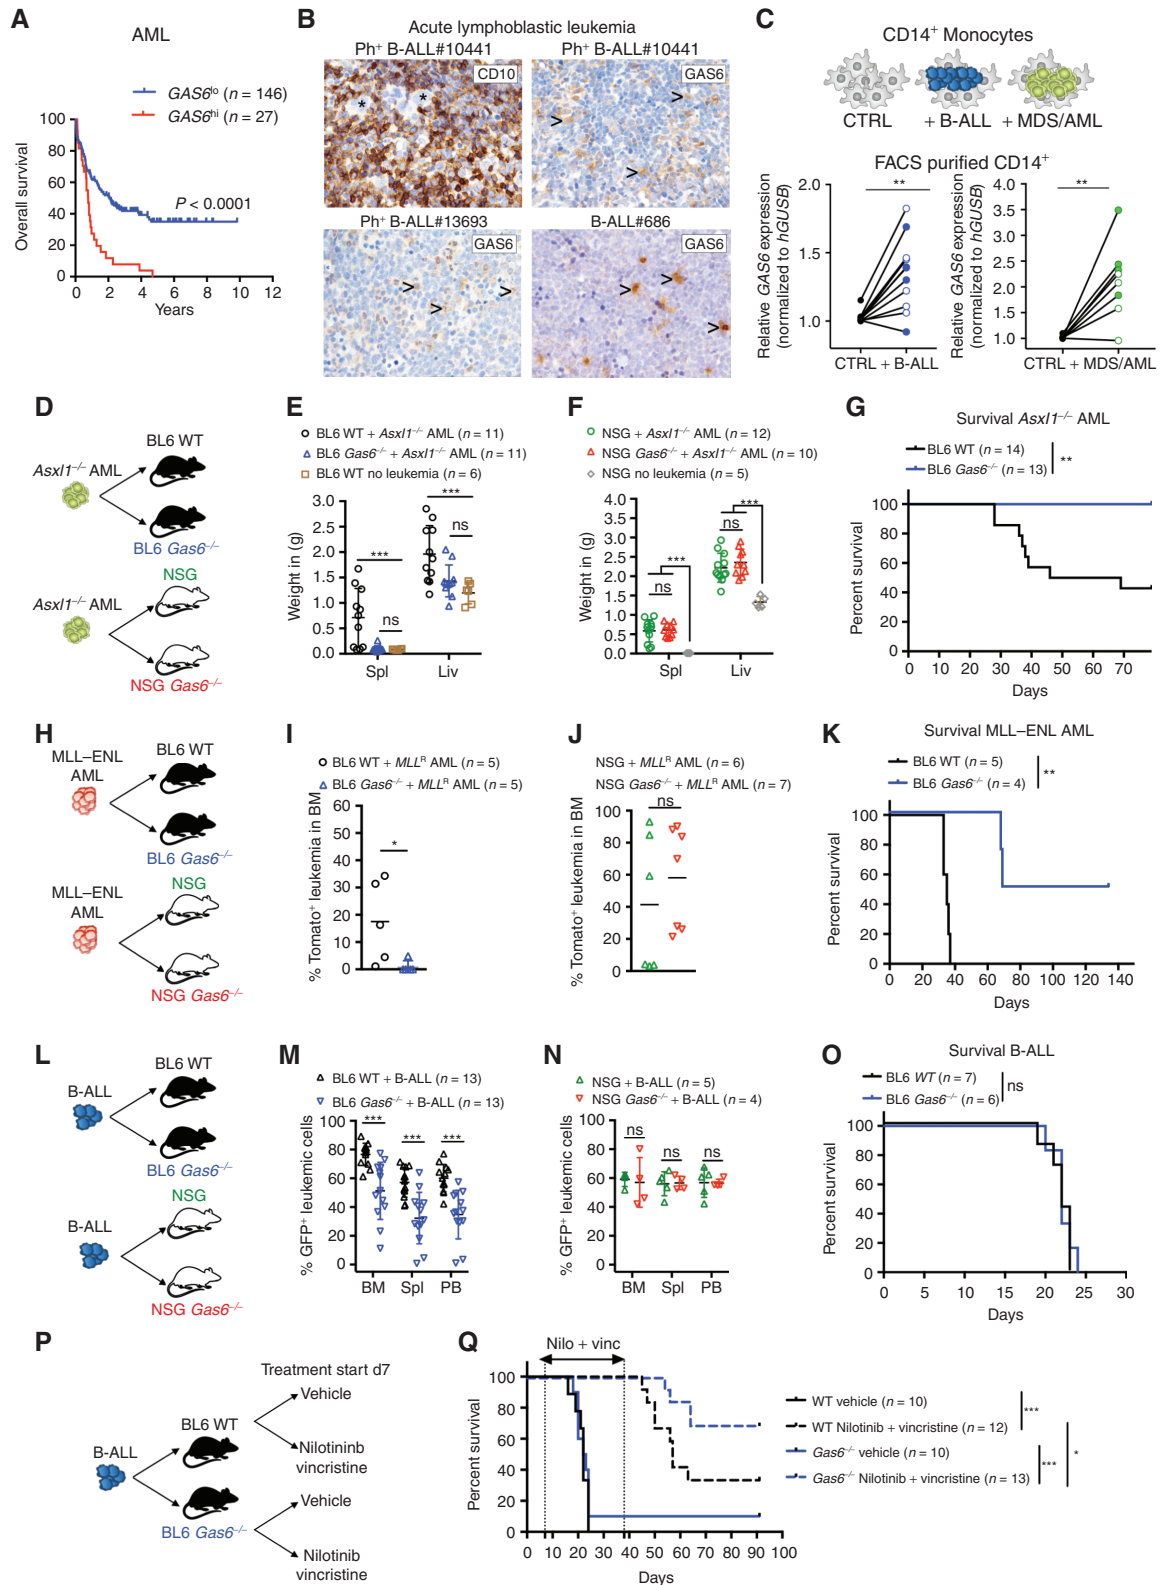 A
AML
GAS6lo (n = 146)
GAS6hi (n = 27)
Overall survival
100
80
60
40
20
0
P < 0.0001
0 2 4 6 8 10 12
Years
B
Acute lymphoblastic leukemia
Ph+ B-ALL#10441
CD10
* *
Ph+ B-ALL#10441
GAS6
> > >
Ph+ B-ALL#13693
GAS6
> > >
B-ALL#686
GAS6
> > >
C
CD14+ Monocytes
CTRL + B-ALL + MDS/AML
FACS purified CD14+
Relative GAS6 expression
(normalized to hGUSB)
2.0
1.5
1.0
**
CTRL + B-ALL
Relative GAS6 expression
(normalized to hGUSB)
4.0
3.5
3.0
2.5
2.0
1.5
1.0
**
CTRL + MDS/AML
D
BL6 WT
Asxl1–/– AML
BL6 Gas6–/–
NSG
Asxl1–/– AML
NSG Gas6–/–
E
BL6 WT + Asxl1–/– AML (n = 11)
BL6 Gas6–/– + Asxl1–/– AML (n = 11)
BL6 WT no leukemia (n = 6)
Weight in (g)
3.0
2.5
2.0
1.5
1.0
0.5
0.0
***
ns
***
ns
Spl Liv
F
NSG + Asxl1–/– AML (n = 12)
NSG Gas6–/– + Asxl1–/– AML (n = 10)
NSG no leukemia (n = 5)
Weight in (g)
4.0
3.5
3.0
2.5
2.0
1.5
1.0
0.5
0.0
***
ns
***
ns
Spl Liv
G
Survival Asxl1–/– AML
BL6 WT (n = 14)
BL6 Gas6–/– (n = 13)
**
Percent survival
100
80
60
40
20
0
0 10 20 30 40 50 60 70
Days
H
MLL–ENL
AML
BL6 WT
BL6 Gas6–/–
NSG
MLL–ENL
AML
NSG Gas6–/–
I
BL6 WT + MLLR AML (n = 5)
BL6 Gas6–/– + MLLR AML (n = 5)
% Tomato+ leukemia in BM
60
50
40
30
20
10
0
*
J
NSG + MLLR AML (n = 6)
NSG Gas6–/– + MLLR AML (n = 7)
% Tomato+ leukemia in BM
100
80
60
40
20
0
ns
K
Survival MLL–ENL AML
BL6 WT (n = 5)
BL6 Gas6–/– (n = 4)
**
Percent survival
100
80
60
40
20
0
0 20 40 60 80 100 120 140
Days
L
BL6 WT
B-ALL
BL6 Gas6–/–
NSG
B-ALL
NSG Gas6–/–
M
BL6 WT + B-ALL (n = 13)
BL6 Gas6–/– + B-ALL (n = 13)
% GFP+ leukemic cells
100
80
60
40
20
0
***
***
***
BM Spl PB
N
NSG + B-ALL (n = 5)
NSG Gas6–/– + B-ALL (n = 4)
% GFP+ leukemic cells
100
80
60
40
20
0
ns
ns
ns
BM Spl PB
O
Survival B-ALL
BL6 WT (n = 7)
BL6 Gas6–/– (n = 6)
ns
Percent survival
100
80
60
40
20
0
0 5 10 15 20 25 30
Days
P
Treatment start d7
Vehicle
BL6 WT
Nilotininb
vincristine
B-ALL
Vehicle
BL6 Gas6–/–
Nilotinib
vincristine
Q
Nilo + vinc
Percent survival
100
80
60
40
20
0
0 10 20 30 40 50 60 70 80 90 100
Days
WT vehicle (n = 10)
WT Nilotinib + vincristine (n = 12)
Gas6–/– vehicle (n = 10)
Gas6–/– Nilotinib + vincristine (n = 13)
***
***
*